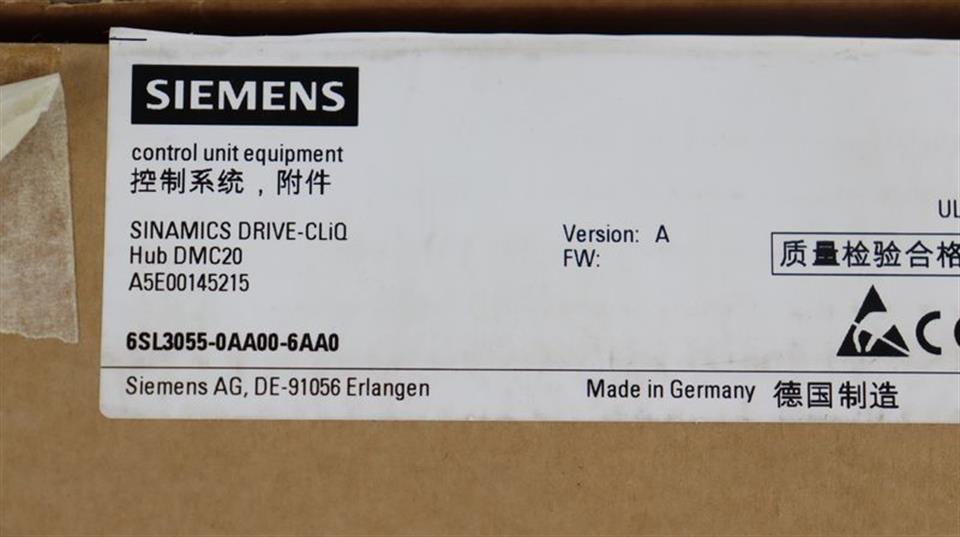 SIEMENS
control unit equipment
控制系统，附件
SINAMICS DRIVE-CLiQ
Hub DMC20
A5E00145215
Version: A
FW:
UL
质量检验合格
6SL3055-0AA00-6AA0
Siemens AG, DE-91056 Erlangen
Made in Germany 德国制造